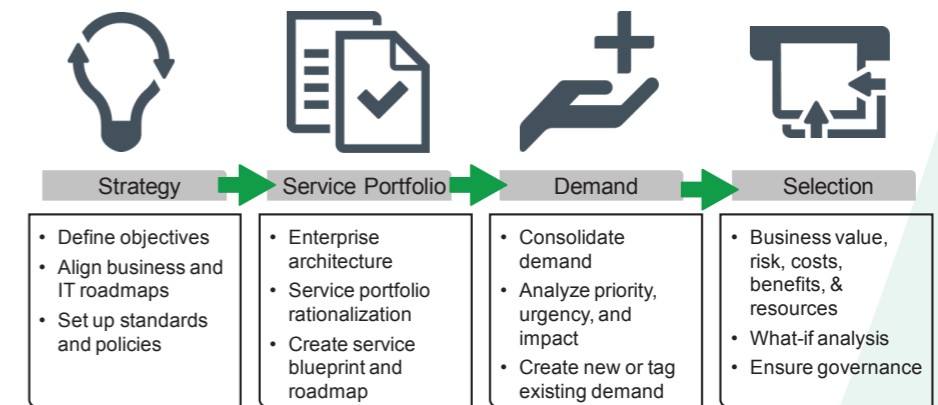 Strategy
Service Portfolio
Demand
Selection
• Define objectives
• Align business and
IT roadmaps
• Set up standards
and policies
• Enterprise
architecture
• Service portfolio
rationalization
• Create service
blueprint and
roadmap
• Consolidate
demand
• Analyze priority,
urgency, and
impact
• Create new or tag
existing demand
• Business value,
risk, costs,
benefits, &
resources
• What-if analysis
• Ensure governance